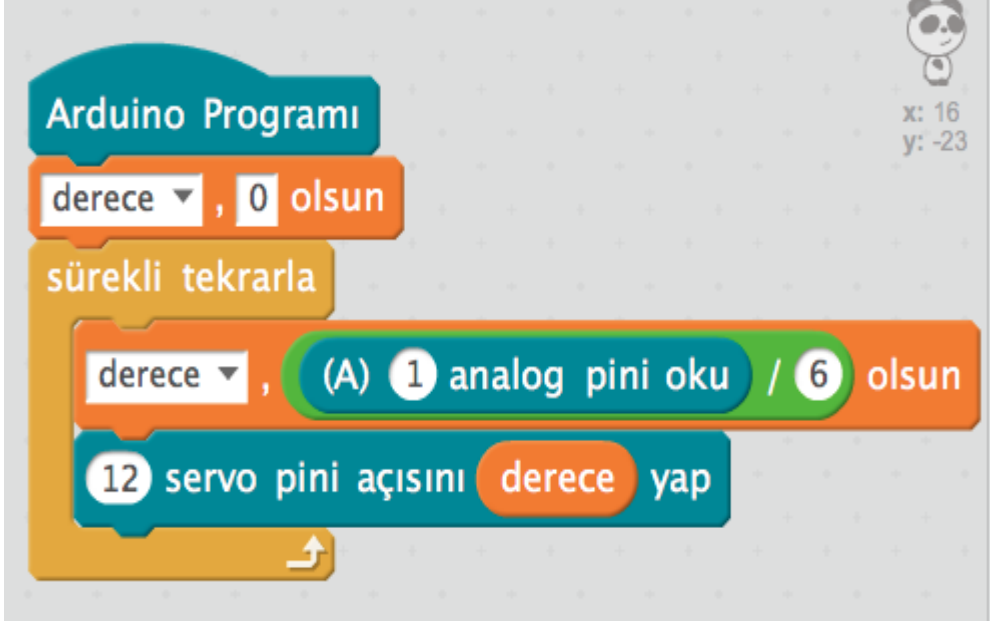 x: 16
y: -23
Arduino Programı
derece , 0 olsun
sürekli tekrarla
derece , (A) 1 analog pini oku / 6 olsun
12 servo pini açısını derece yap